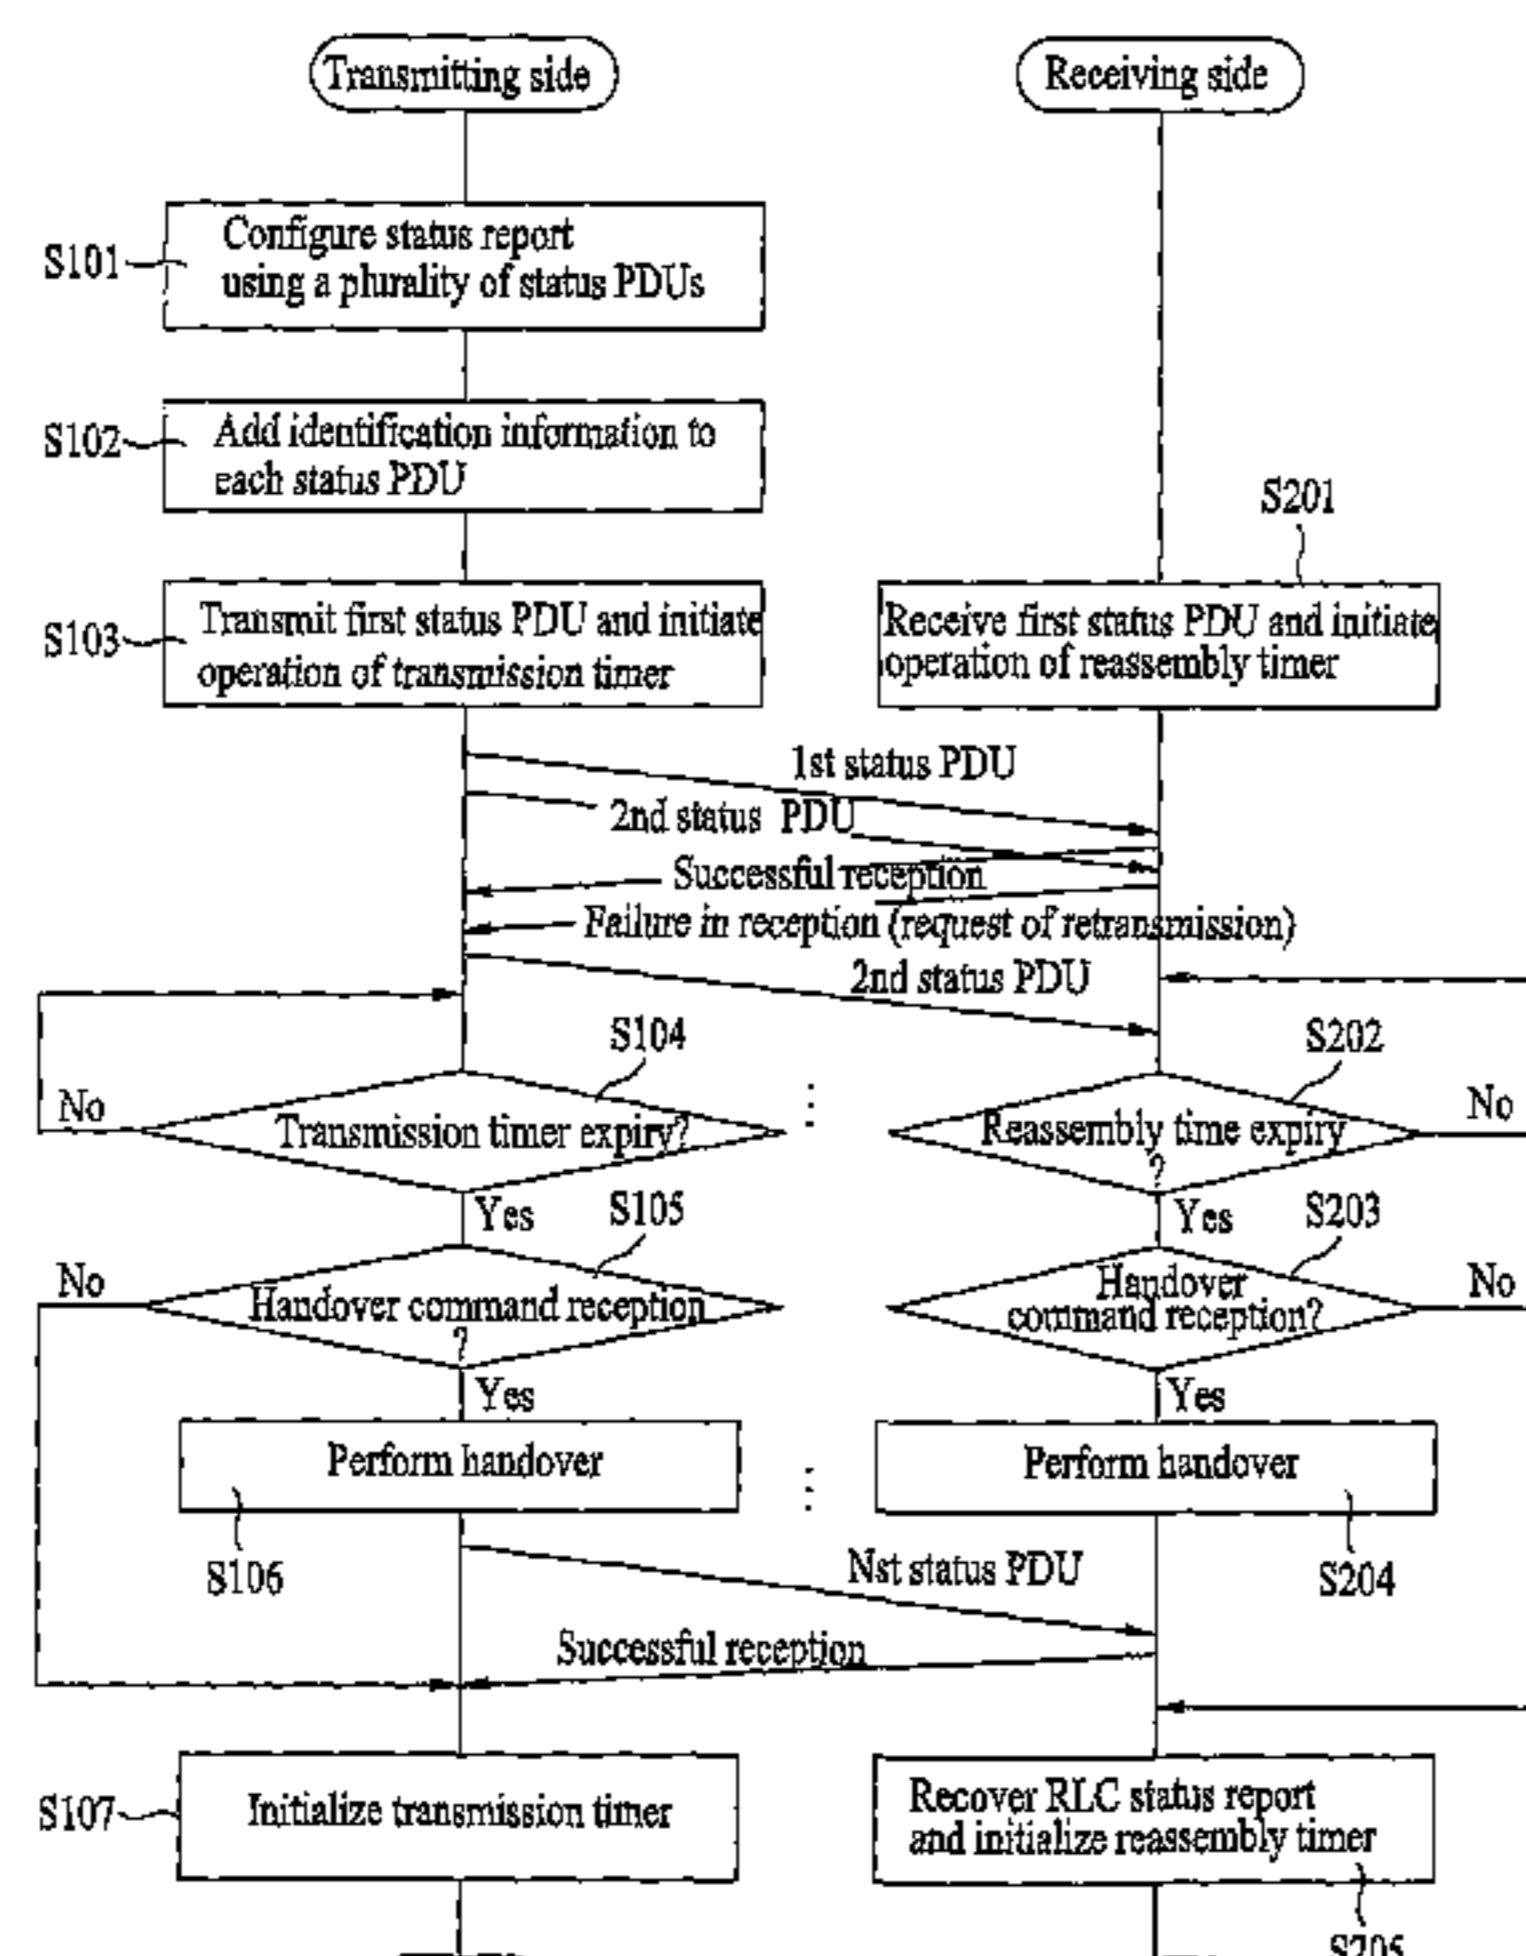 Transmitting side
Receiving side
S101
Configure status report
using a plurality of status PDUs
S102
Add identification information to
each status PDU
S201
S103
Transmit first status PDU and initiate
operation of transmission timer
Receive first status PDU and initiate
operation of reassembly timer
1st status PDU
2nd status PDU
Successful reception
Failure in reception (request of retransmission)
2nd status PDU
S104
S202
No
Transmission timer expiry?
Reassembly time expiry
?
No
Yes
S105
Yes
S203
No
Handover command reception
?
Handover
command reception?
No
Yes
Yes
Perform handover
Perform handover
S106
S204
Nst status PDU
Successful reception
S107
Initialize transmission timer
Recover RLC status report
and initialize reassembly timer
S205